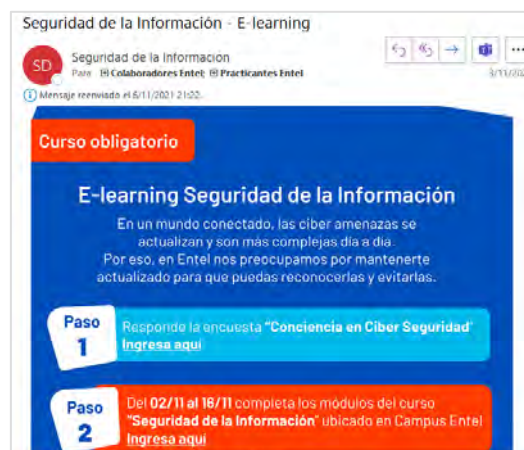 Seguridad de la Información - E-learning
SD
Seguridad de la Información
Para Colaboradores Entel; Practicantes Entel
Mensaje reenviado el 6/11/2021 21:22.
Curso obligatorio
E-learning Seguridad de la Información
En un mundo conectado, las ciber amenazas se
actualizan y son más complejas día a día.
Por eso, en Entel nos preocupamos por mantenerte
actualizado para que puedas reconocerlas y evitarlas.
Paso
1
Responde la encuesta "Conciencia en Ciber Seguridad"
Ingresa aquí
Paso
2
Del 02/11 al 16/11 completa los módulos del curso
"Seguridad de la Información" ubicado en Campus Entel
Ingresa aquí